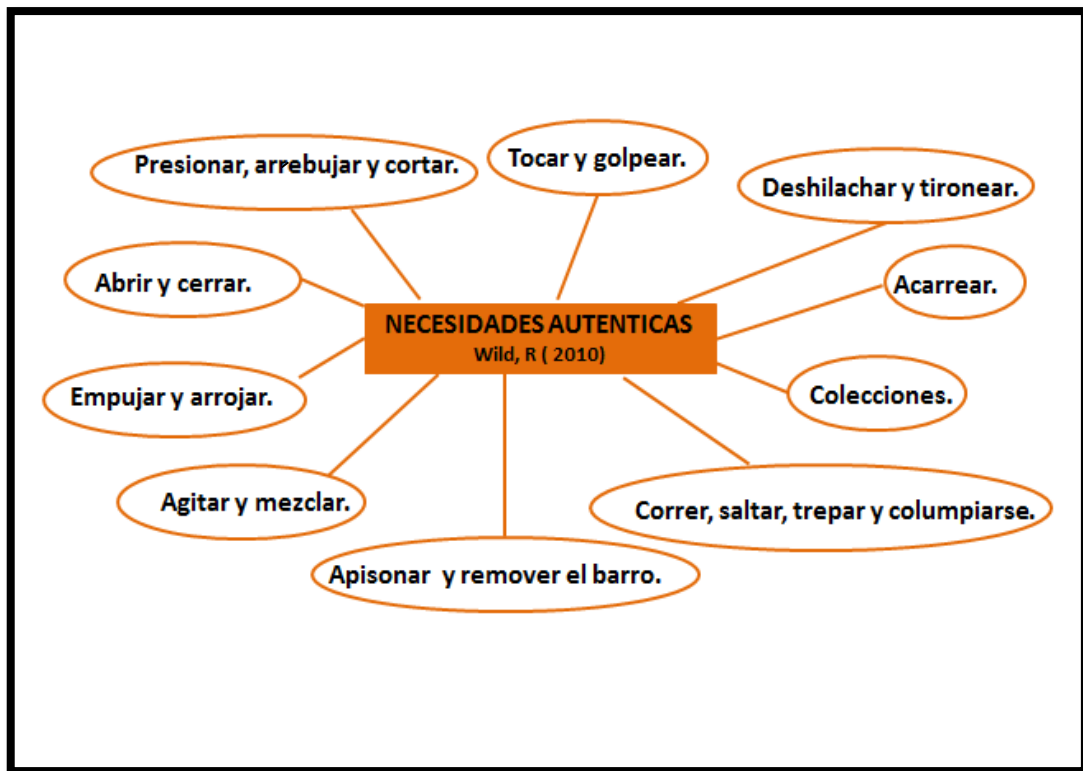 Tocar y golpear.
Presionar, arrebujar y cortar.
Deshilachar y tironear.
Abrir y cerrar.
Acarrear.
NECESIDADES AUTENTICAS
Wild, R ( 2010)
Empujar y arrojar.
Colecciones.
Agitar y mezclar.
Correr, saltar, trepar y columpiarse.
Apisonar y remover el barro.